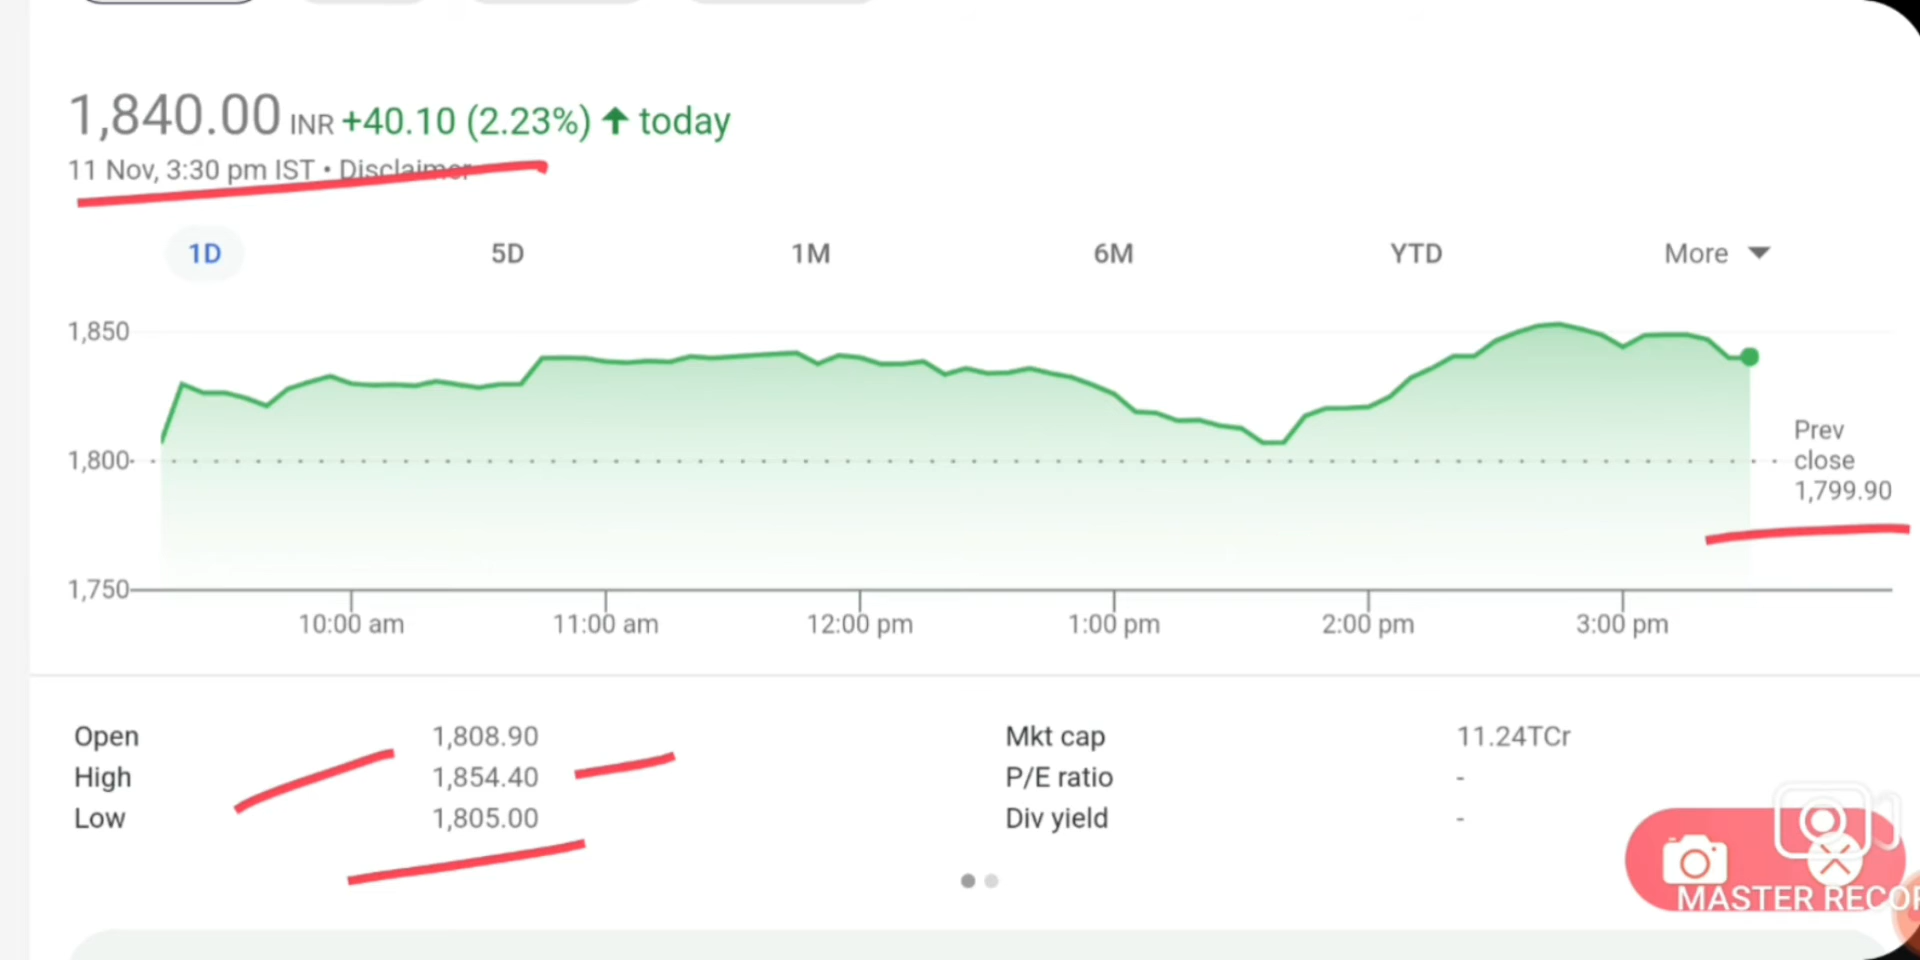 1,840.00 INR +40.10 (2.23%) ↑ today
11 Nov, 3:30 pm IST • Disclaimer
1D 5D 1M 6M YTD More
1,850
1,800
1,750
Prev
close
1,799.90
10:00 am 11:00 am 12:00 pm 1:00 pm 2:00 pm 3:00 pm
Open 1,808.90 Mkt cap 11.24TCr
High 1,854.40 P/E ratio -
Low 1,805.00 Div yield -
MASTER RECOR